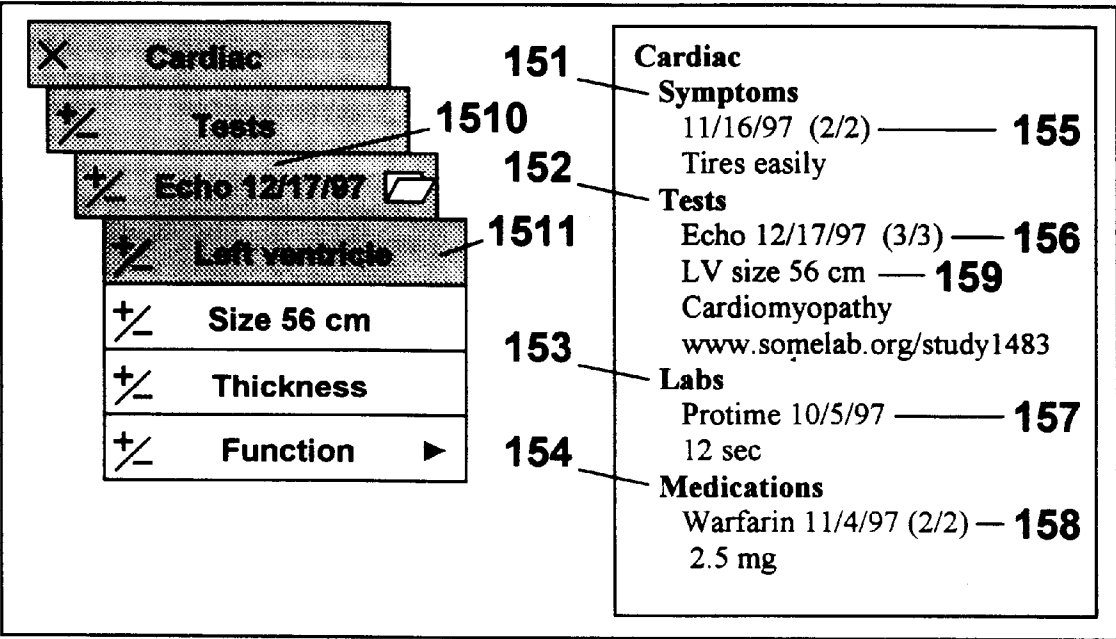 Cardiac
Tests
1510
Echo 12/17/97
1511
Left ventricle
+/- Size 56 cm
+/- Thickness
+/- Function ►
151
152
153
154
Cardiac
Symptoms
11/16/97 (2/2) 155
Tires easily
Tests
Echo 12/17/97 (3/3) 156
LV size 56 cm 159
Cardiomyopathy
www.somelab.org/study1483
Labs
Protime 10/5/97 157
12 sec
Medications
Warfarin 11/4/97 (2/2) 158
2.5 mg